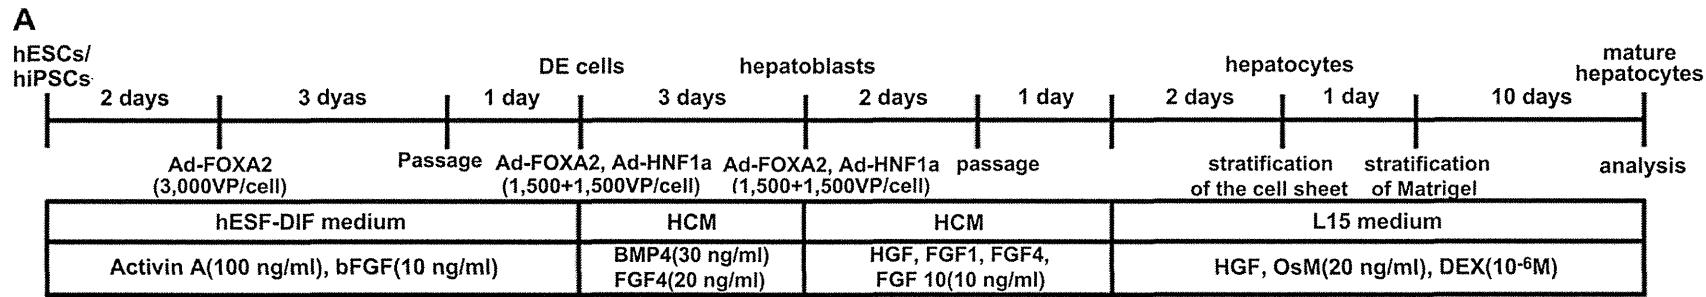 A
hESCs/
hiPSCs
DE cells
hepatoblasts
hepatocytes
mature
hepatocytes
2 days
3 dyas
1 day
3 days
2 days
1 day
2 days
1 day
10 days
Ad-FOXA2
(3,000VP/cell)
Passage
Ad-FOXA2, Ad-HNF1a
(1,500+1,500VP/cell)
Ad-FOXA2, Ad-HNF1a
(1,500+1,500VP/cell)
passage
stratification
of the cell sheet
stratification
of Matrigel
analysis
hESF-DIF medium
HCM
HCM
L15 medium
Activin A(100 ng/ml), bFGF(10 ng/ml)
BMP4(30 ng/ml)
FGF4(20 ng/ml)
HGF, FGF1, FGF4,
FGF 10(10 ng/ml)
HGF, OsM(20 ng/ml), DEX(10⁻⁶M)